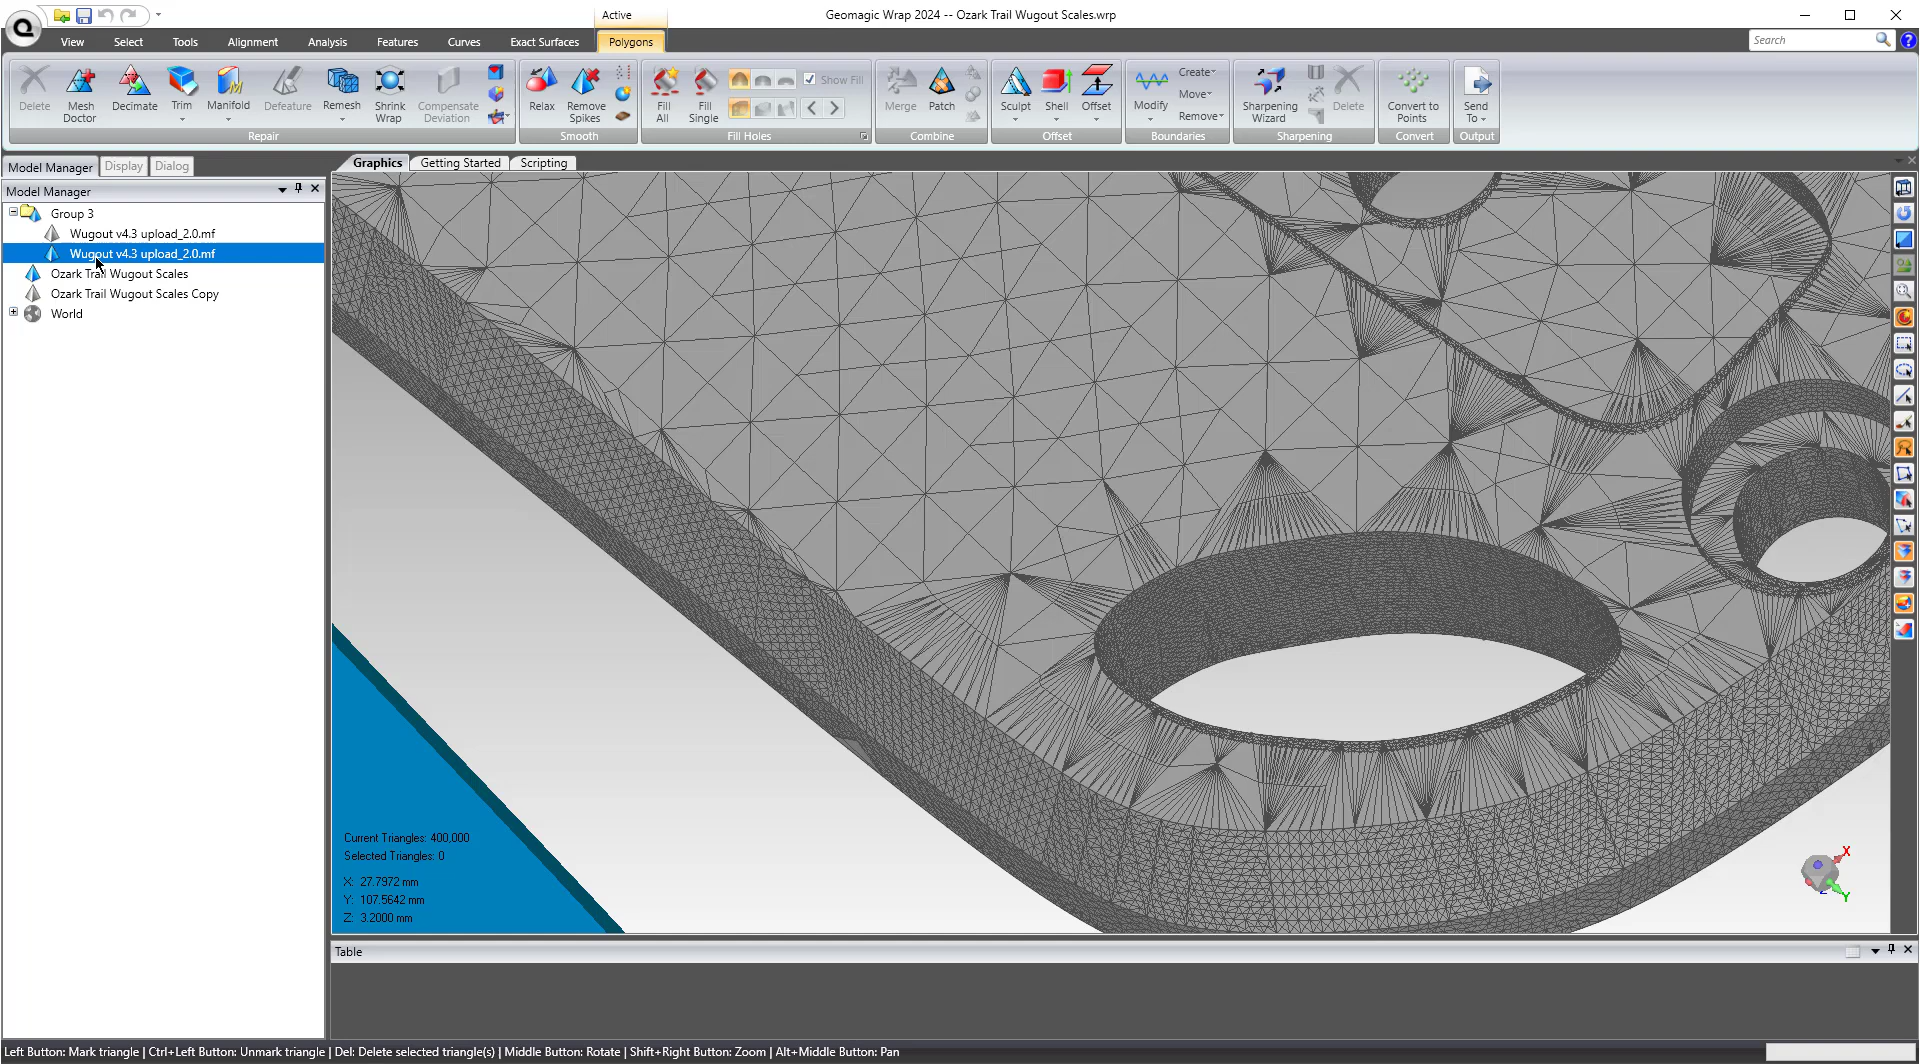 Active
Geomagic Wrap 2024 -- Ozark Trail Wugout Scales.wrp
View
Select
Tools
Alignment
Analysis
Features
Curves
Exact Surfaces
Polygons
Search
Delete
Mesh Doctor
Decimate
Trim
Manifold
Defeature
Remesh
Shrink Wrap
Compensate Deviation
Repair
Relax
Remove Spikes
Smooth
Fill All
Fill Single
Show Fill
Fill Holes
Merge
Patch
Combine
Sculpt
Shell
Offset
Offset
Modify
Create
Move
Remove
Boundaries
Sharpening Wizard
Delete
Sharpening
Convert to Points
Convert
Send To
Output
Model Manager
Display
Dialog
Graphics
Getting Started
Scripting
Model Manager
Group 3
Wugout v4.3 upload_2.0.mf
Wugout v4.3 upload_2.0.mf
Ozark Trail Wugout Scales
Ozark Trail Wugout Scales Copy
World
Current Triangles: 400,000
Selected Triangles: 0
X: 27.7972 mm
Y: 107.5642 mm
Z: 3.2000 mm
X
Y
Z
Table
Left Button: Mark triangle | Ctrl+Left Button: Unmark triangle | Del: Delete selected triangle(s) | Middle Button: Rotate | Shift+Right Button: Zoom | Alt+Middle Button: Pan